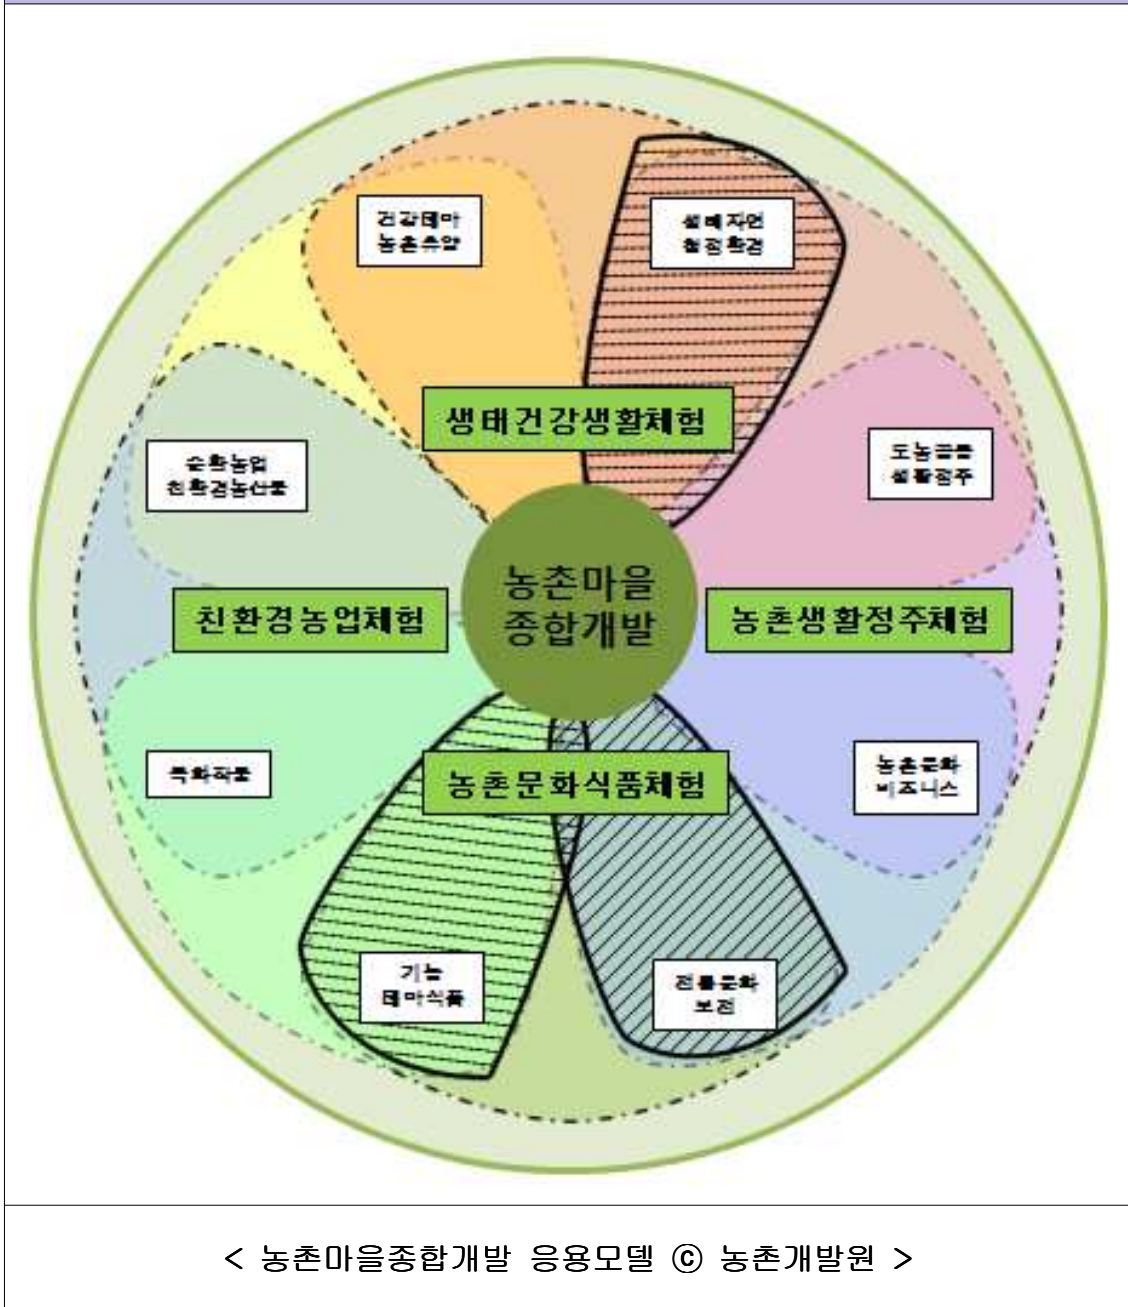 건강테마
농촌휴양
생태자연
청정환경
생태건강생활체험
순환농업
친환경농산물
도농교류
생활정주
농촌마을
종합개발
친환경농업체험
농촌생활정주체험
특화작물
농촌문화식품체험
농촌문화
비즈니스
기능
테마식품
전통문화
보전
< 농촌마을종합개발 응용모델 ⓒ 농촌개발원 >